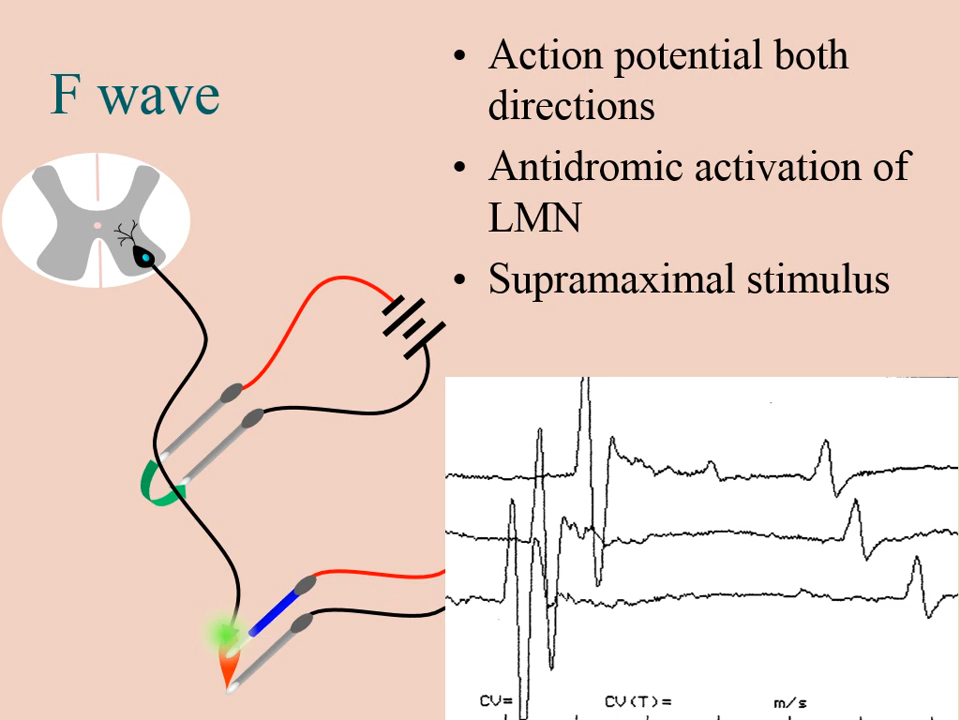 F wave
• Action potential both
directions
• Antidromic activation of
LMN
• Supramaximal stimulus
CV= CV(T)= m/s